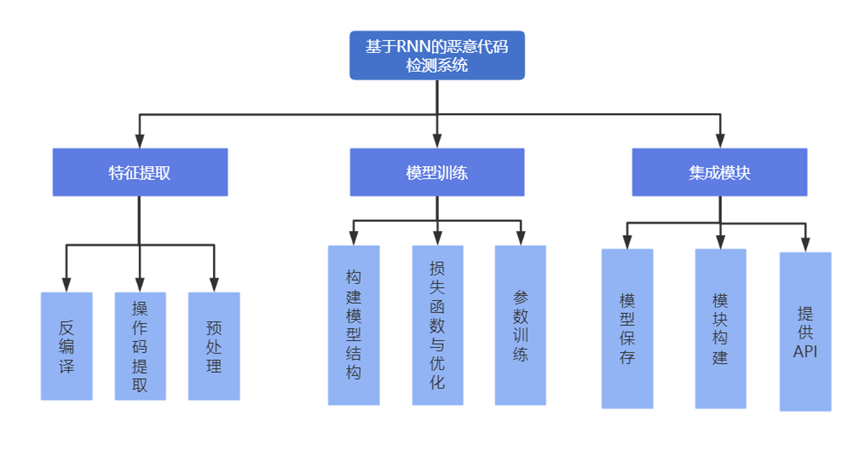 基于RNN的恶意代码
检测系统
特征提取
模型训练
集成模块
反编译
操作码提取
预处理
构建模型结构
损失函数与优化
参数训练
模型保存
模块构建
提供API